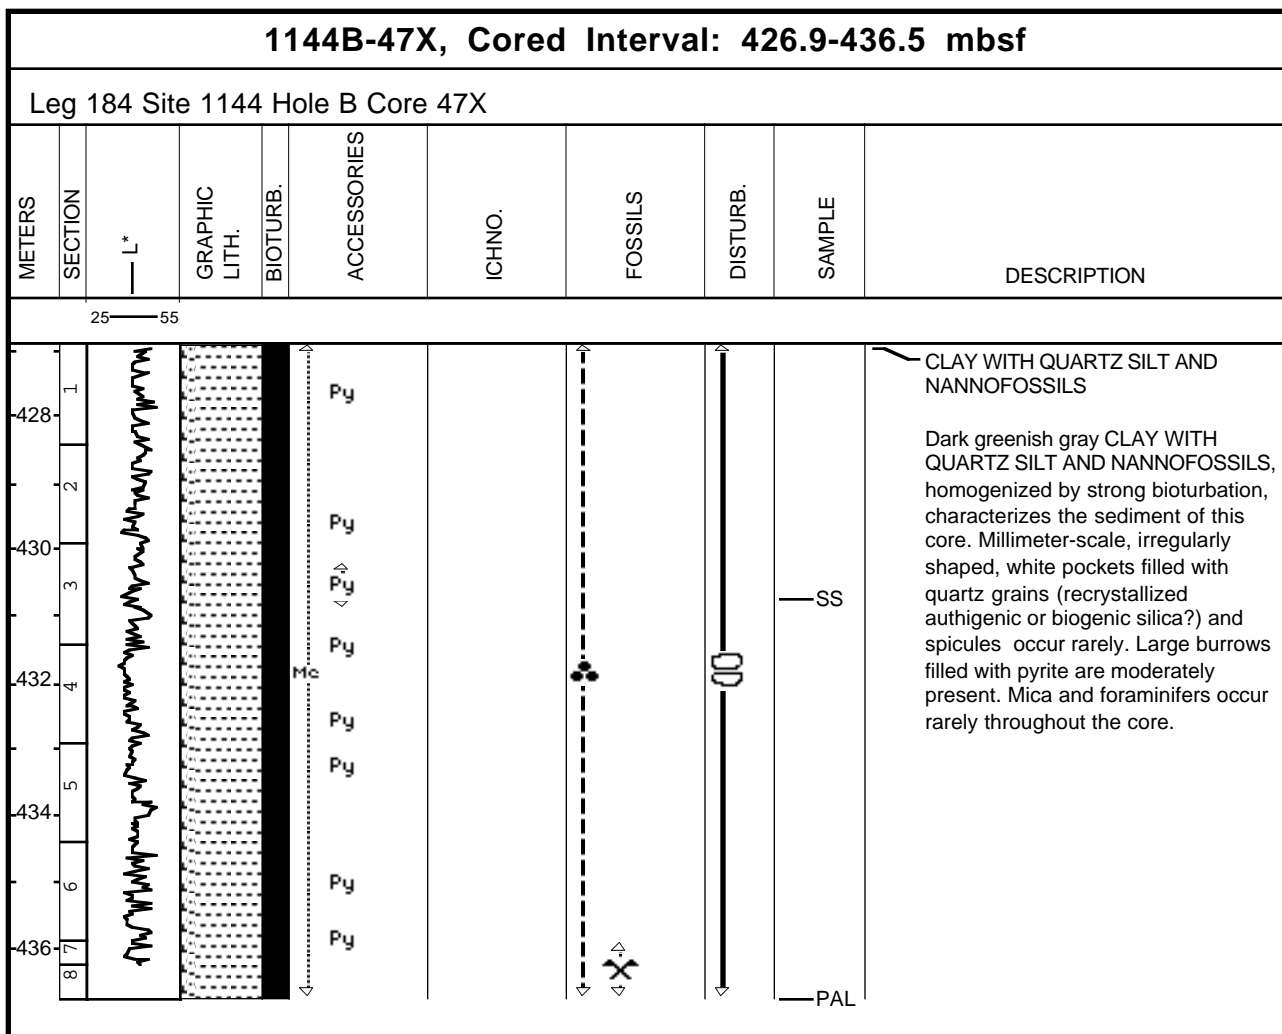 1144B-47X, Cored Interval: 426.9-436.5 mbsf
Leg 184 Site 1144 Hole B Core 47X
METERS
SECTION
L*
GRAPHIC
LITH.
BIOTURB.
ACCESSORIES
ICHNO.
FOSSILS
DISTURB.
SAMPLE
DESCRIPTION
25 55
1
2
3
4
5
6
7
8
428
430
432
434
436
Mc
Py
Py
Py
Py
Py
Py
Py
Py
SS
PAL
CLAY WITH QUARTZ SILT AND
NANNOFOSSILS
Dark greenish gray CLAY WITH
QUARTZ SILT AND NANNOFOSSILS,
homogenized by strong bioturbation,
characterizes the sediment of this
core. Millimeter-scale, irregularly
shaped, white pockets filled with
quartz grains (recrystallized
authigenic or biogenic silica?) and
spicules occur rarely. Large burrows
filled with pyrite are moderately
present. Mica and foraminifers occur
rarely throughout the core.